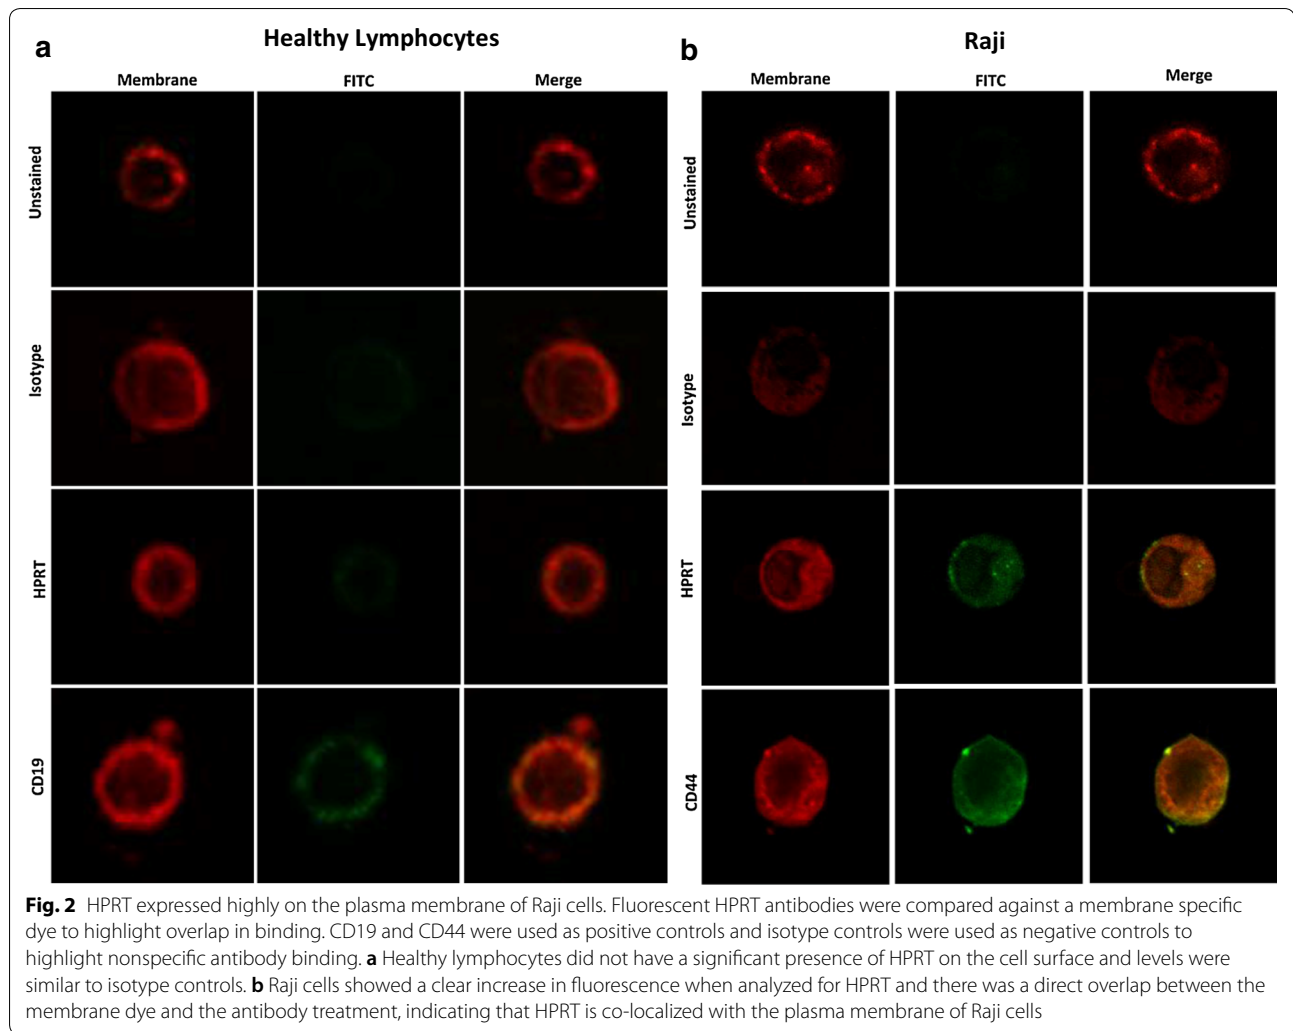 a
Healthy Lymphocytes
Membrane FITC Merge
Unstained
Isotype
HPRT
CD19
b
Raji
Membrane FITC Merge
Unstained
Isotype
HPRT
CD44
Fig. 2 HPRT expressed highly on the plasma membrane of Raji cells. Fluorescent HPRT antibodies were compared against a membrane specific
dye to highlight overlap in binding. CD19 and CD44 were used as positive controls and isotype controls were used as negative controls to
highlight nonspecific antibody binding. a Healthy lymphocytes did not have a significant presence of HPRT on the cell surface and levels were
similar to isotype controls. b Raji cells showed a clear increase in fluorescence when analyzed for HPRT and there was a direct overlap between the
membrane dye and the antibody treatment, indicating that HPRT is co-localized with the plasma membrane of Raji cells